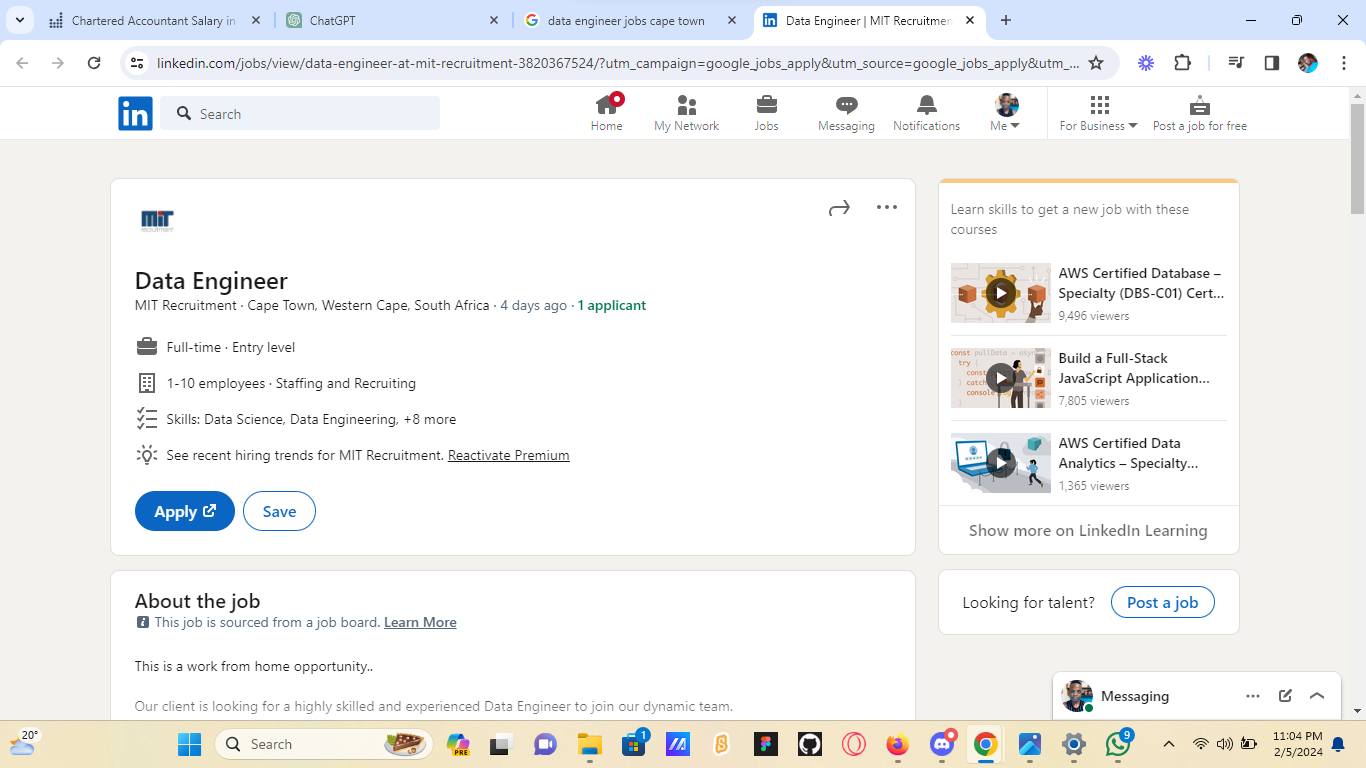 Chartered Accountant Salary in
ChatGPT
data engineer jobs cape town
Data Engineer | MIT Recruitmen
linkedin.com/jobs/view/data-engineer-at-mit-recruitment-3820367524/?utm_campaign=google_jobs_apply&utm_source=google_jobs_apply&utm_...
in
Search
Home
My Network
Jobs
Messaging
Notifications
Me
For Business
Post a job for free
MIT
recruitment
Data Engineer
MIT Recruitment · Cape Town, Western Cape, South Africa · 4 days ago · 1 applicant
Full-time · Entry level
1-10 employees · Staffing and Recruiting
Skills: Data Science, Data Engineering, +8 more
See recent hiring trends for MIT Recruitment. Reactivate Premium
Apply
Save
About the job
This job is sourced from a job board. Learn More
This is a work from home opportunity..
Our client is looking for a highly skilled and experienced Data Engineer to join our dynamic team.
Learn skills to get a new job with these
courses
AWS Certified Database –
Specialty (DBS-C01) Cert...
9,496 viewers
Build a Full-Stack
JavaScript Application...
7,805 viewers
AWS Certified Data
Analytics – Specialty...
1,365 viewers
Show more on LinkedIn Learning
Looking for talent?
Post a job
Messaging
20°
Search
PRE
1
9
11:04 PM
2/5/2024